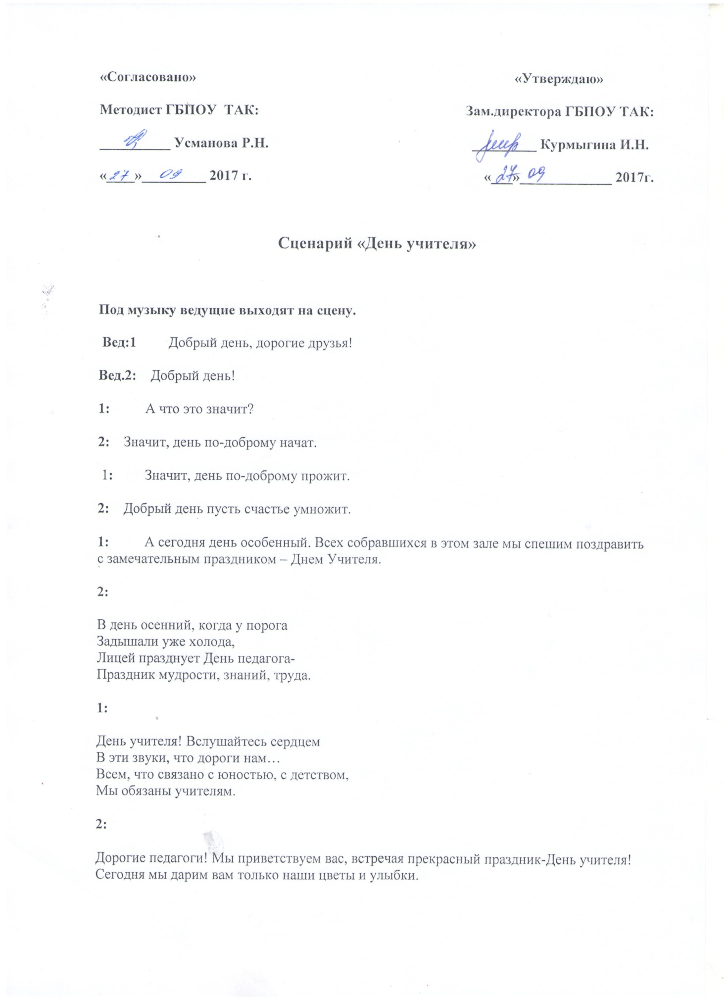 «Согласовано» «Утверждаю»
Методист ГБПОУ ТАК: Зам.директора ГБПОУ ТАК:
__________ Усманова Р.Н. _________ Курмыгина И.Н.
«27» 09 2017 г. «27» 09 2017г.
Сценарий «День учителя»
Под музыку ведущие выходят на сцену.
Вед:1 Добрый день, дорогие друзья!
Вед.2: Добрый день!
1: А что это значит?
2: Значит, день по-доброму начат.
1: Значит, день по-доброму прожит.
2: Добрый день пусть счастье умножит.
1: А сегодня день особенный. Всех собравшихся в этом зале мы спешим поздравить
с замечательным праздником – Днем Учителя.
2:
В день осенний, когда у порога
Задышали уже холода,
Лицей празднует День педагога-
Праздник мудрости, знаний, труда.
1:
День учителя! Вслушайтесь сердцем
В эти звуки, что дороги нам…
Всем, что связано с юностью, с детством,
Мы обязаны учителям.
2:
Дорогие педагоги! Мы приветствуем вас, встречая прекрасный праздник-День учителя!
Сегодня мы дарим вам только наши цветы и улыбки.